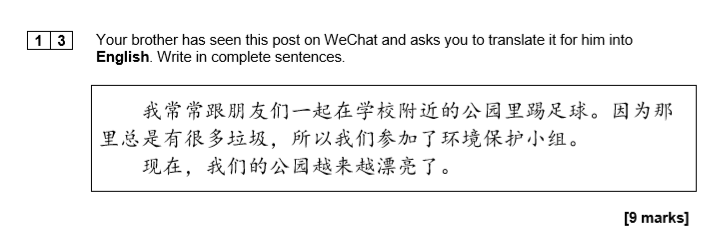 1 3 Your brother has seen this post on WeChat and asks you to translate it for him into
English. Write in complete sentences.
我常常跟朋友们一起在学校附近的公园里踢足球。因为那
里总是有很多垃圾，所以我们参加了环境保护小组。
现在，我们的公园越来越漂亮了。
[9 marks]